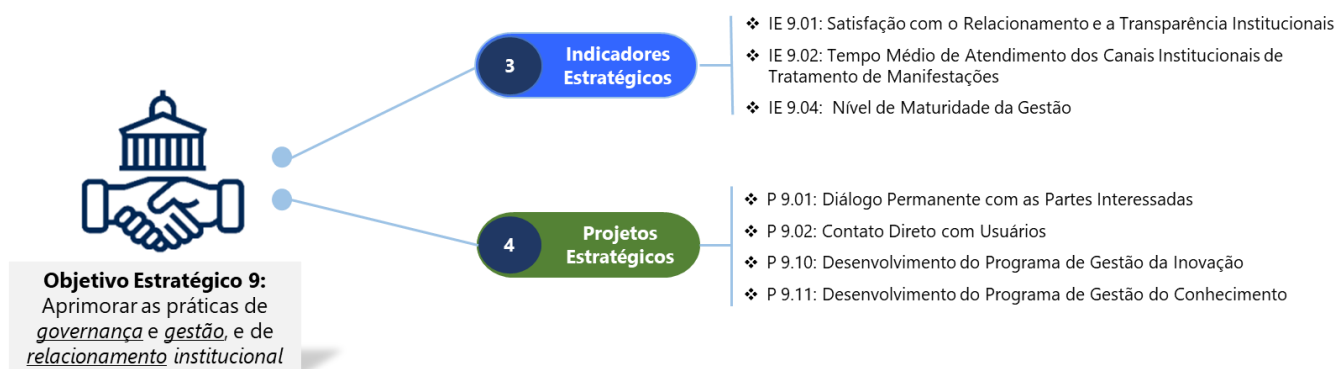 3
Indicadores
Estratégicos
❖ IE 9.01: Satisfação com o Relacionamento e a Transparência Institucionais
❖ IE 9.02: Tempo Médio de Atendimento dos Canais Institucionais de
Tratamento de Manifestações
❖ IE 9.04: Nível de Maturidade da Gestão
4
Projetos
Estratégicos
❖ P 9.01: Diálogo Permanente com as Partes Interessadas
❖ P 9.02: Contato Direto com Usuários
❖ P 9.10: Desenvolvimento do Programa de Gestão da Inovação
❖ P 9.11: Desenvolvimento do Programa de Gestão do Conhecimento
Objetivo Estratégico 9:
Aprimorar as práticas de
governança e gestão, e de
relacionamento institucional